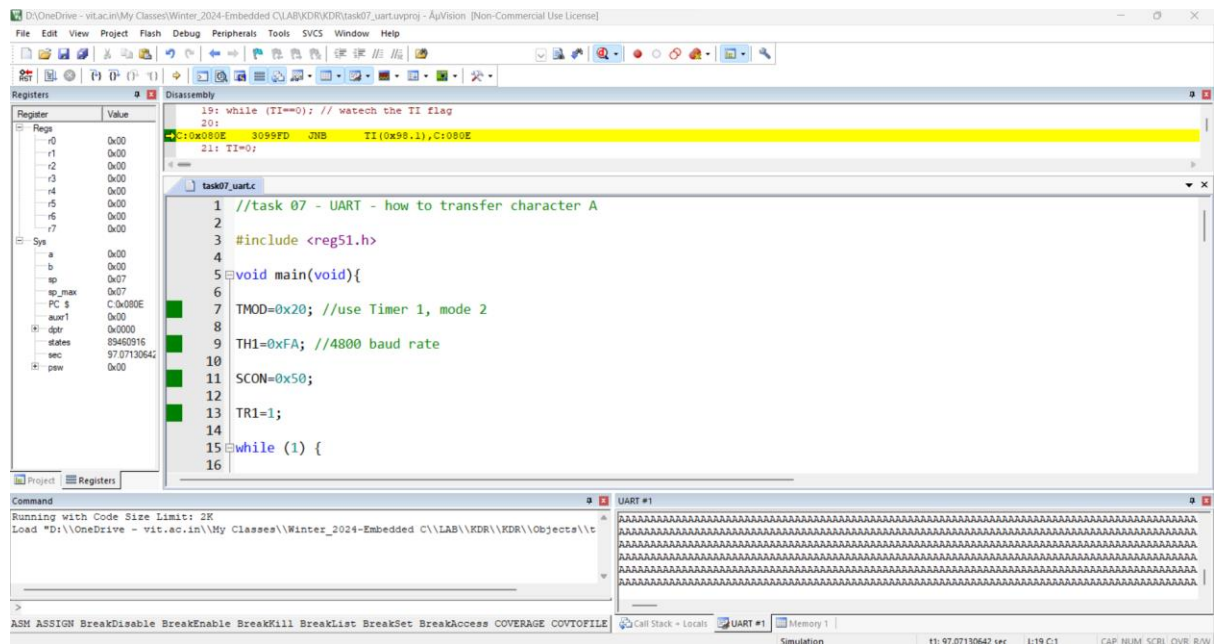 D:\OneDrive - vit.ac.in\My Classes\Winter_2024-Embedded C\LAB\KDR\KDR\task07_uart.uvproj - ÂµVision [Non-Commercial Use License]
File Edit View Project Flash Debug Peripherals Tools SVCS Window Help
Registers
Register Value
Regs
r0 0x00
r1 0x00
r2 0x00
r3 0x00
r4 0x00
r5 0x00
r6 0x00
r7 0x00
Sys
a 0x00
b 0x00
sp 0x07
sp_max 0x07
PC $ C:0x080E
auxr1 0x00
dptr 0x0000
states 89460916
sec 97.07130642
psw 0x00
Project Registers
Disassembly
19: while (TI==0); // watech the TI flag
20:
C:0x080E 3099FD JNB TI(0x98.1),C:080E
21: TI=0;
task07_uart.c
1 //task 07 - UART - how to transfer character A
2
3 #include <reg51.h>
4
5 void main(void){
6
7 TMOD=0x20; //use Timer 1, mode 2
8
9 TH1=0xFA; //4800 baud rate
10
11 SCON=0x50;
12
13 TR1=1;
14
15 while (1) {
16
Command
Running with Code Size Limit: 2K
Load "D:\\OneDrive - vit.ac.in\\My Classes\\Winter_2024-Embedded C\\LAB\\KDR\\KDR\\Objects\\t
>
ASM ASSIGN BreakDisable BreakEnable BreakKill BreakList BreakSet BreakAccess COVERAGE COVTOFILE
UART #1
Call Stack + Locals UART #1 Memory 1
Simulation t1: 97.07130642 sec L:19 C:1 CAP NUM SCRL OVR R/W